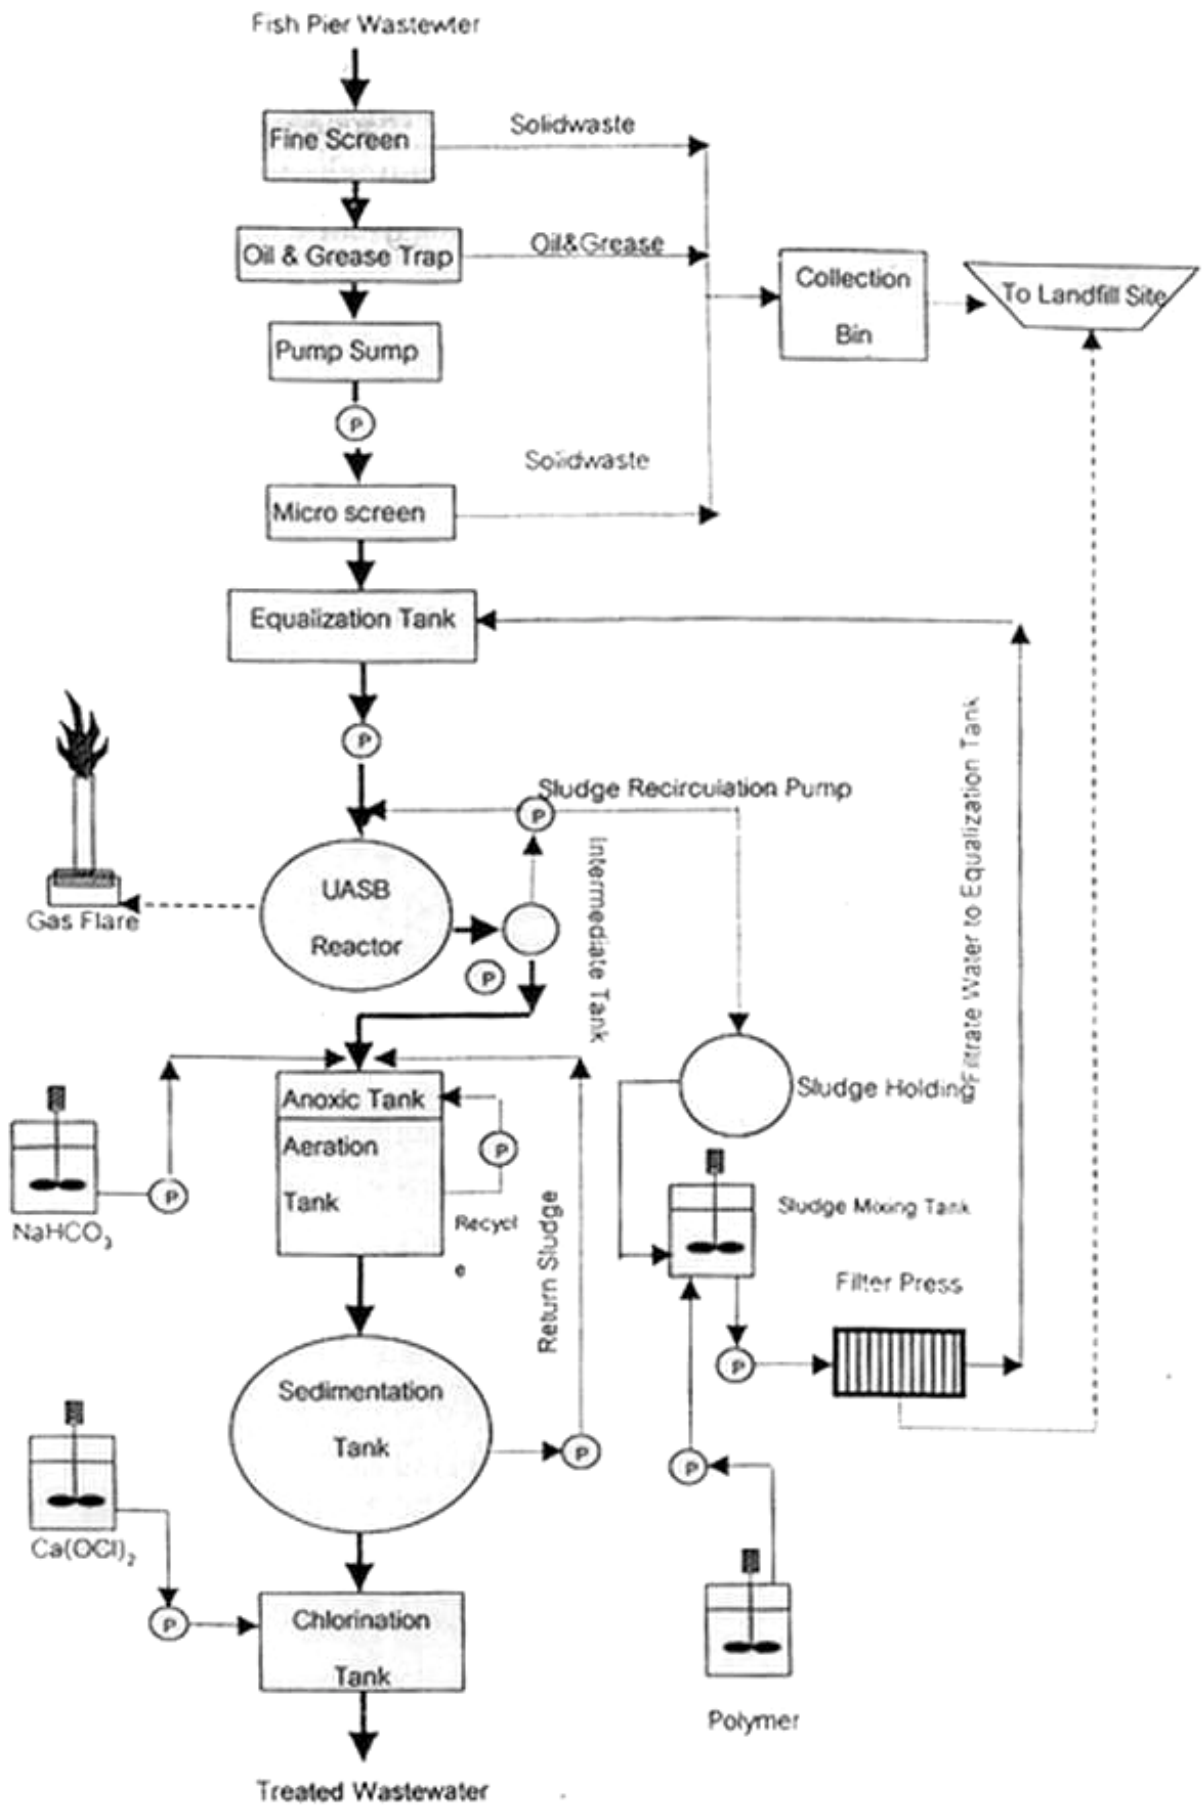 Fish Pier Wastewter
Fine Screen
Solidwaste
Oil & Grease Trap
Oil&Grease
Collection
Bin
To Landfill Site
Pump Sump
P
Solidwaste
Micro screen
Equalization Tank
P
Sludge Recirculation Pump
P
UASB
Reactor
Gas Flare
P
Intermediate Tank
Filtrate Water to Equalization Tank
Sludge Holding
Anoxic Tank
Aeration
Tank
P
Recycl
e
P
NaHCO3
Return Sludge
Sludge Mixing Tank
Filter Press
P
Sedimentation
Tank
P
P
Ca(OCl)2
P
Chlorination
Tank
Polymer
Treated Wastewater